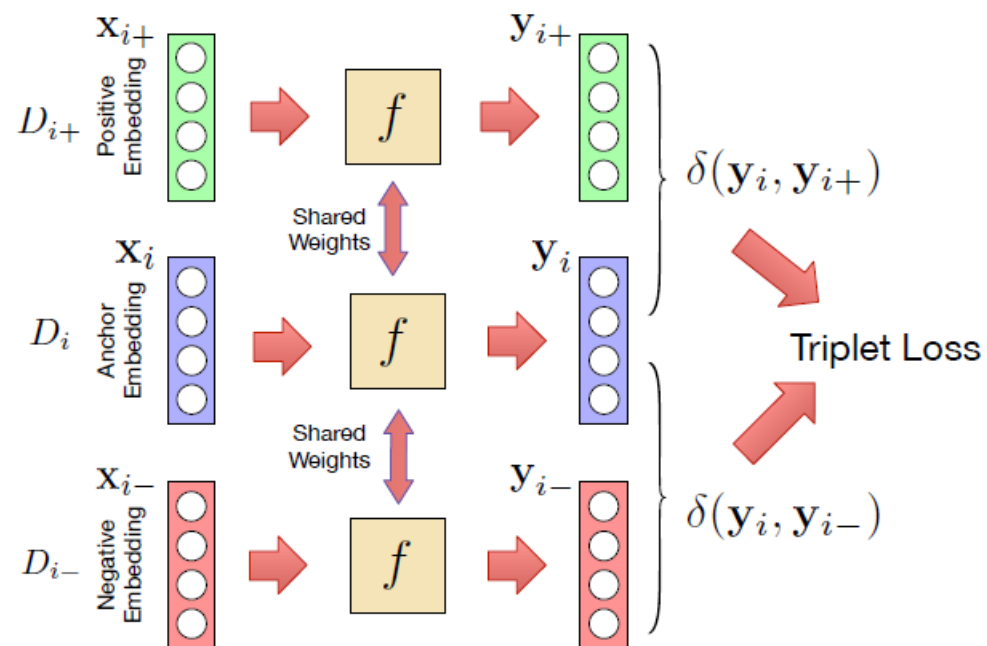 x_{i+}
y_{i+}
D_{i+}
Positive
Embedding
f
δ(y_i, y_{i+})
Shared
Weights
x_i
y_i
D_i
Anchor
Embedding
f
Triplet Loss
Shared
Weights
x_{i-}
y_{i-}
D_{i-}
Negative
Embedding
f
δ(y_i, y_{i-})